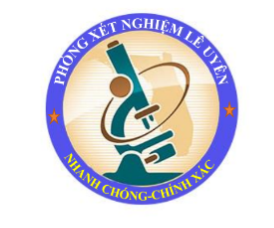 PHÒNG XÉT NGHIỆM LÊ UYÊN
NHANH CHÓNG-CHÍNH XÁC